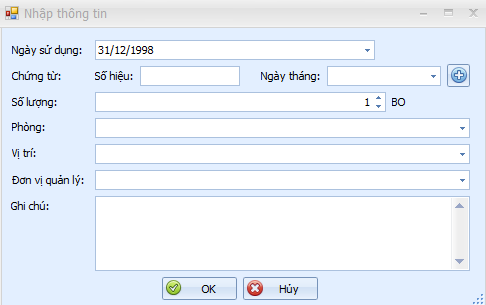 Nhập thông tin
Ngày sử dụng: 31/12/1998
Chứng từ: Số hiệu: Ngày tháng:
Số lượng: 1 BO
Phòng:
Vị trí:
Đơn vị quản lý:
Ghi chú:
OK Hủy